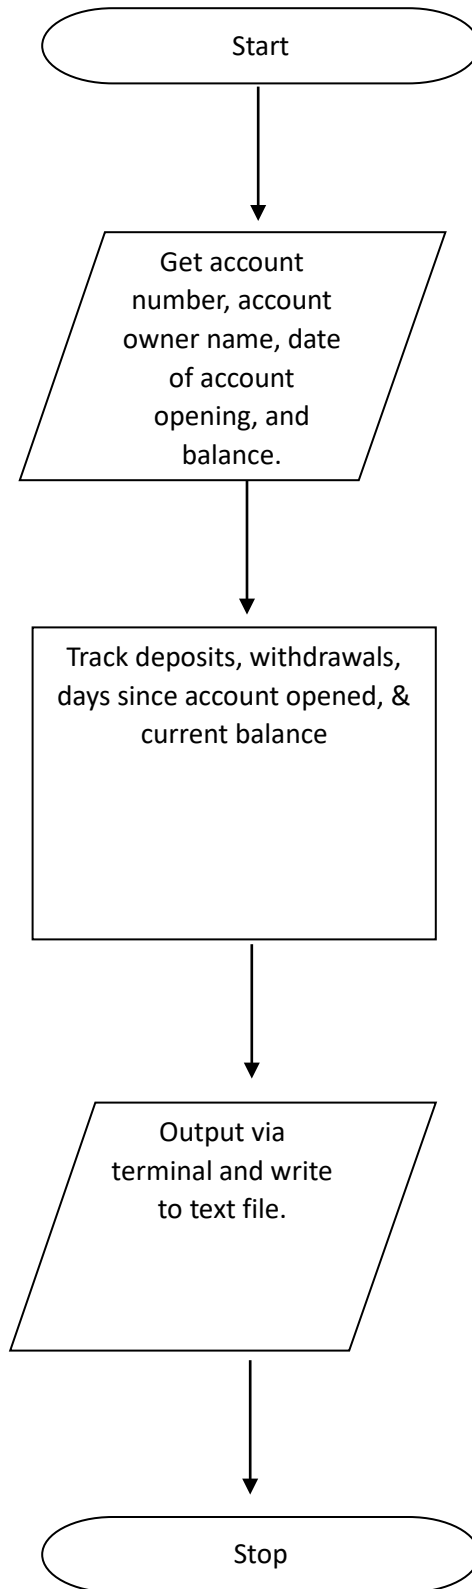 Start
Get account
number, account
owner name, date
of account
opening, and
balance.
Track deposits, withdrawals,
days since account opened, &
current balance
Output via
terminal and write
to text file.
Stop